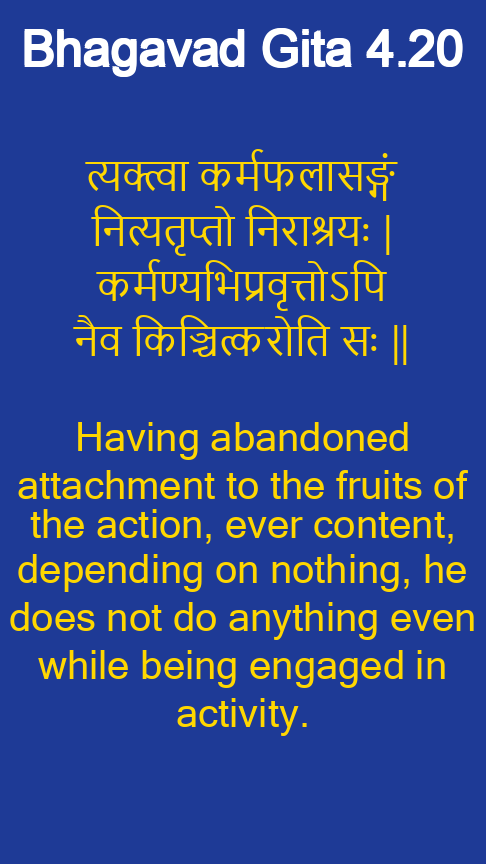 Bhagavad Gita 4.20
त्यक्त्वा कर्मफलासङ्गं
नित्यतृप्तो निराश्रयः |
कर्मण्यभिप्रवृत्तोऽपि
नैव किञ्चित्करोति सः ||
Having abandoned
attachment to the fruits of
the action, ever content,
depending on nothing, he
does not do anything even
while being engaged in
activity.